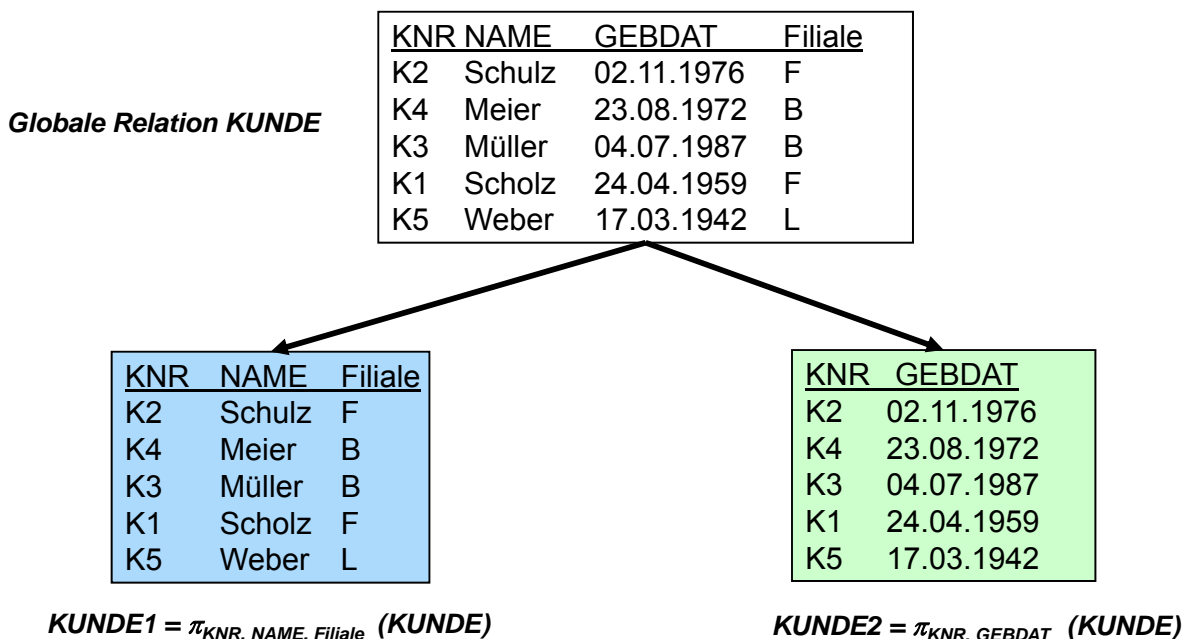 KNR NAME GEBDAT Filiale
K2 Schulz 02.11.1976 F
K4 Meier 23.08.1972 B
Globale Relation KUNDE
K3 Müller 04.07.1987 B
K1 Scholz 24.04.1959 F
K5 Weber 17.03.1942 L
KNR NAME Filiale
K2 Schulz F
K4 Meier B
K3 Müller B
K1 Scholz F
K5 Weber L
KNR GEBDAT
K2 02.11.1976
K4 23.08.1972
K3 04.07.1987
K1 24.04.1959
K5 17.03.1942
KUNDE1 = π KNR, NAME, Filiale (KUNDE)
KUNDE2 = π KNR, GEBDAT (KUNDE)